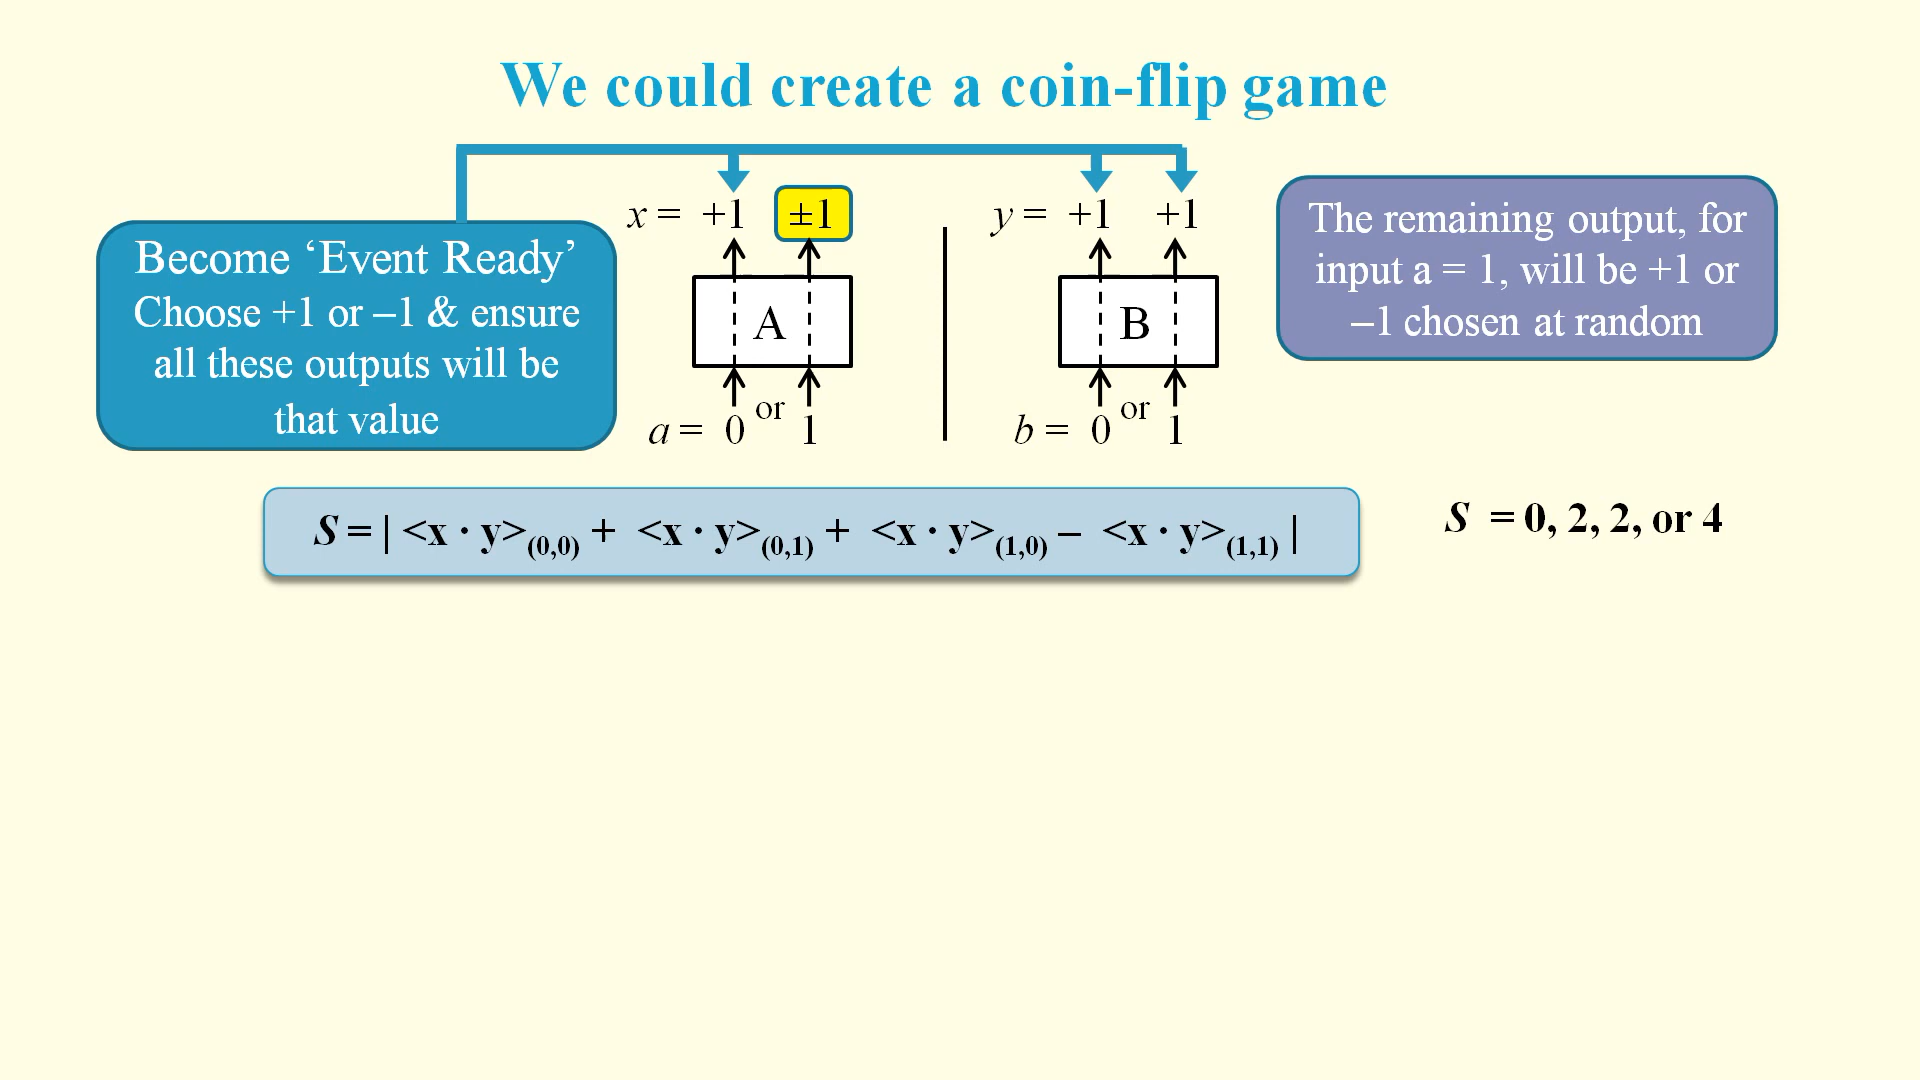 We could create a coin-flip game
Become ‘Event Ready’
Choose +1 or –1 & ensure
all these outputs will be
that value
x = +1 ±1
A
a = 0 or 1
y = +1 +1
B
b = 0 or 1
The remaining output, for
input a = 1, will be +1 or
–1 chosen at random
S = | <x · y>(0,0) + <x · y>(0,1) + <x · y>(1,0) – <x · y>(1,1) |
S = 0, 2, 2, or 4